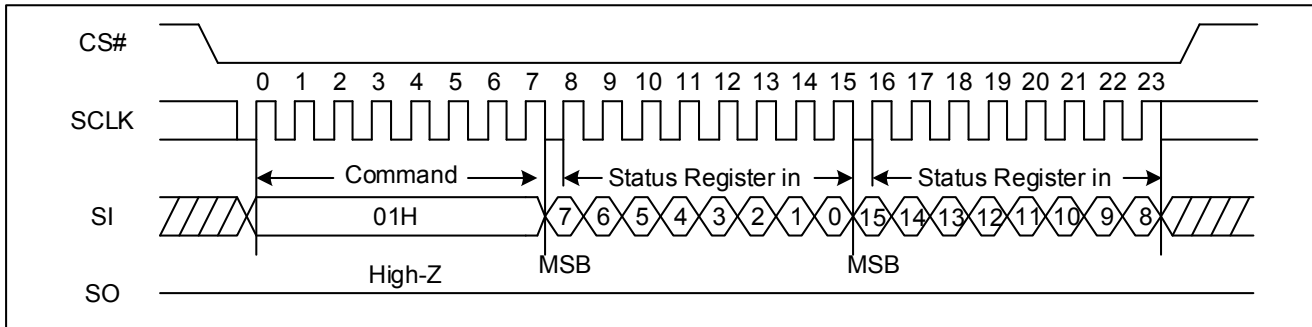 CS#
0 1 2 3 4 5 6 7 8 9 10 11 12 13 14 15 16 17 18 19 20 21 22 23
SCLK
Command Status Register in Status Register in
SI 01H 7 6 5 4 3 2 1 0 15 14 13 12 11 10 9 8
High-Z MSB MSB
SO